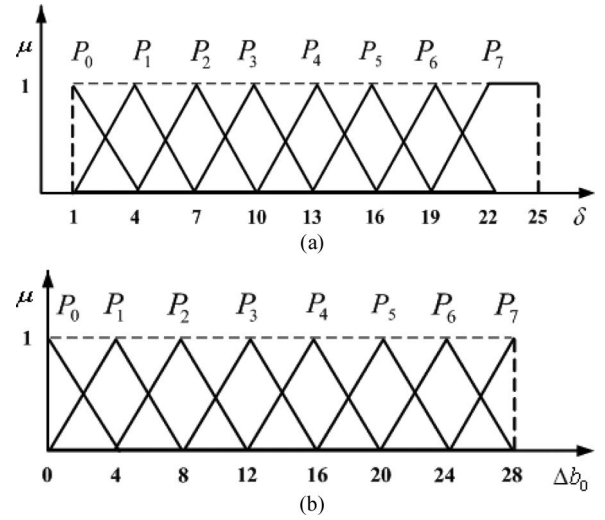 μ P₀ P₁ P₂ P₃ P₄ P₅ P₆ P₇
1
1 4 7 10 13 16 19 22 25 δ
(a)
μ P₀ P₁ P₂ P₃ P₄ P₅ P₆ P₇
1
0 4 8 12 16 20 24 28 Δb₀
(b)